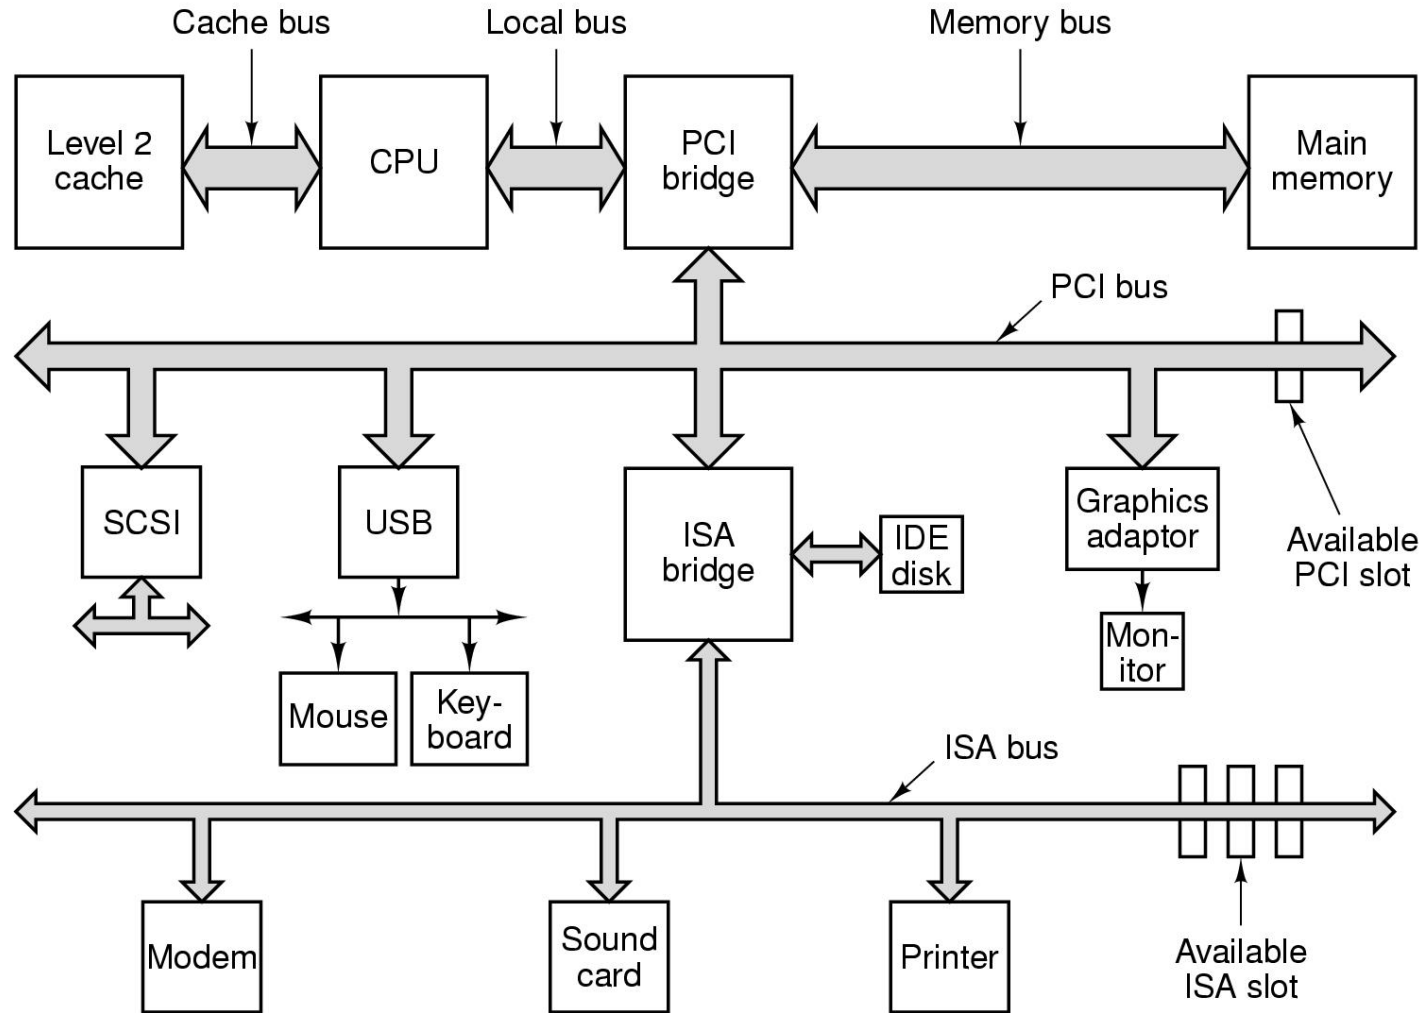 Cache bus
Local bus
Memory bus
Level 2
cache
CPU
PCI
bridge
Main
memory
PCI bus
SCSI
USB
ISA
bridge
IDE
disk
Graphics
adaptor
Available
PCI slot
Mon-
itor
Mouse
Key-
board
ISA bus
Modem
Sound
card
Printer
Available
ISA slot